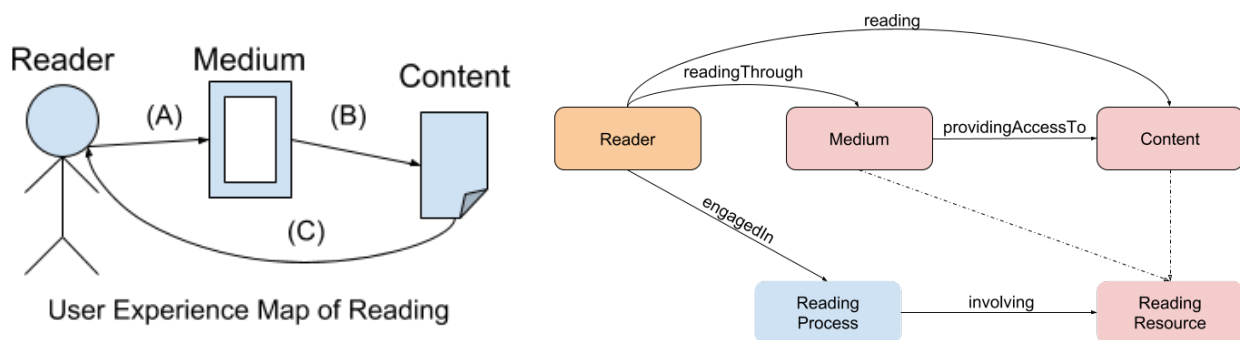 Reader
Medium
Content
(A)
(B)
(C)
User Experience Map of Reading
reading
readingThrough
Reader
Medium
providingAccessTo
Content
engagedIn
Reading
Process
involving
Reading
Resource